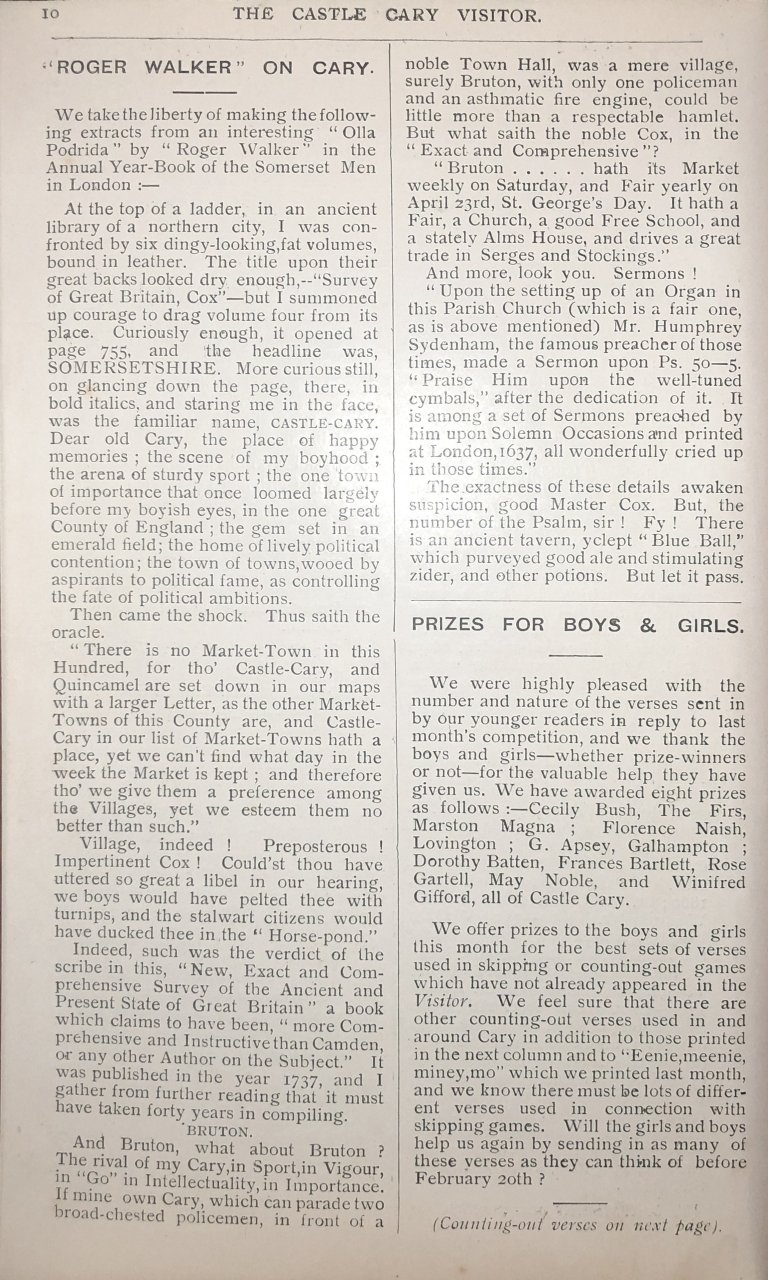 10
THE CASTLE CARY VISITOR.
"ROGER WALKER" ON CARY.
We take the liberty of making the follow-
ing extracts from an interesting "Olla
Podrida" by "Roger Walker" in the
Annual Year-Book of the Somerset Men
in London :—
At the top of a ladder, in an ancient
library of a northern city, I was con-
fronted by six dingy-looking,fat volumes,
bound in leather. The title upon their
great backs looked dry enough,--"Survey
of Great Britain, Cox"—but I summoned
up courage to drag volume four from its
place. Curiously enough, it opened at
page 755, and the headline was,
SOMERSETSHIRE. More curious still,
on glancing down the page, there, in
bold italics, and staring me in the face,
was the familiar name, CASTLE-CARY.
Dear old Cary, the place of happy
memories ; the scene of my boyhood ;
the arena of sturdy sport ; the one town
of importance that once loomed largely
before my boyish eyes, in the one great
County of England ; the gem set in an
emerald field; the home of lively political
contention; the town of towns,wooed by
aspirants to political fame, as controlling
the fate of political ambitions.
Then came the shock. Thus saith the
oracle.
"There is no Market-Town in this
Hundred, for tho' Castle-Cary, and
Quincamel are set down in our maps
with a larger Letter, as the other Market-
Towns of this County are, and Castle-
Cary in our list of Market-Towns hath a
place, yet we can't find what day in the
week the Market is kept ; and therefore
tho' we give them a preference among
the Villages, yet we esteem them no
better than such."
Village, indeed ! Preposterous !
Impertinent Cox ! Could'st thou have
uttered so great a libel in our hearing,
we boys would have pelted thee with
turnips, and the stalwart citizens would
have ducked thee in the "Horse-pond."
Indeed, such was the verdict of the
scribe in this, "New, Exact and Com-
prehensive Survey of the Ancient and
Present State of Great Britain" a book
which claims to have been, "more Com-
prehensive and Instructive than Camden,
or any other Author on the Subject." It
was published in the year 1737, and I
gather from further reading that it must
have taken forty years in compiling.
BRUTON.
And Bruton, what about Bruton ?
The rival of my Cary,in Sport,in Vigour,
in "Go" in Intellectuality,in Importance.
If mine own Cary, which can parade two
broad-chested policemen, in front of a
noble Town Hall, was a mere village,
surely Bruton, with only one policeman
and an asthmatic fire engine, could be
little more than a respectable hamlet.
But what saith the noble Cox, in the
"Exact and Comprehensive"?
"Bruton . . . . . . hath its Market
weekly on Saturday, and Fair yearly on
April 23rd, St. George's Day. It hath a
Fair, a Church, a good Free School, and
a stately Alms House, and drives a great
trade in Serges and Stockings."
And more, look you. Sermons !
"Upon the setting up of an Organ in
this Parish Church (which is a fair one,
as is above mentioned) Mr. Humphrey
Sydenham, the famous preacher of those
times, made a Sermon upon Ps. 50—5.
"Praise Him upon the well-tuned
cymbals," after the dedication of it. It
is among a set of Sermons preached by
him upon Solemn Occasions and printed
at London,1637, all wonderfully cried up
in those times."
The exactness of these details awaken
suspicion, good Master Cox. But, the
number of the Psalm, sir ! Fy ! There
is an ancient tavern, yclept "Blue Ball,"
which purveyed good ale and stimulating
zider, and other potions. But let it pass.
PRIZES FOR BOYS & GIRLS.
We were highly pleased with the
number and nature of the verses sent in
by our younger readers in reply to last
month's competition, and we thank the
boys and girls—whether prize-winners
or not—for the valuable help they have
given us. We have awarded eight prizes
as follows :—Cecily Bush, The Firs,
Marston Magna ; Florence Naish,
Lovington ; G. Apsey, Galhampton ;
Dorothy Batten, Frances Bartlett, Rose
Gartell, May Noble, and Winifred
Gifford, all of Castle Cary.
We offer prizes to the boys and girls
this month for the best sets of verses
used in skipping or counting-out games
which have not already appeared in the
Visitor. We feel sure that there are
other counting-out verses used in and
around Cary in addition to those printed
in the next column and to "Eenie,meenie,
miney,mo" which we printed last month,
and we know there must be lots of differ-
ent verses used in connection with
skipping games. Will the girls and boys
help us again by sending in as many of
these verses as they can think of before
February 20th ?
(Counting-out verses on next page).